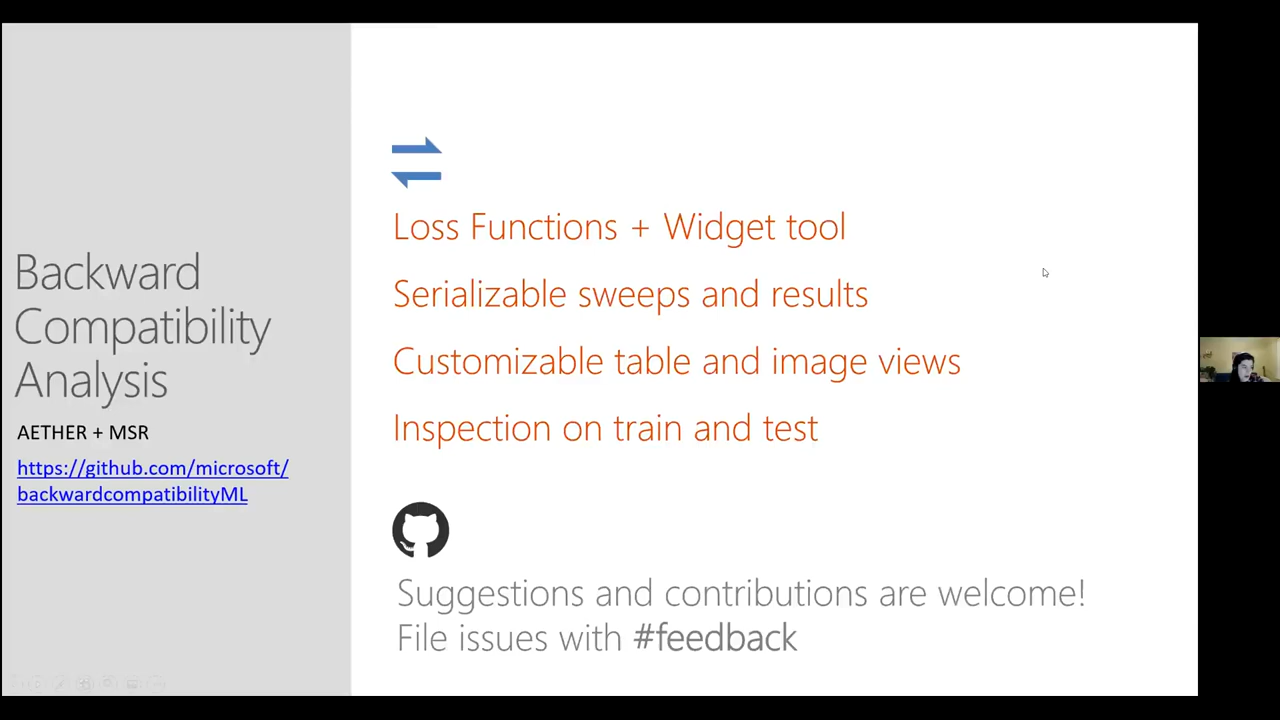 Backward
Compatibility
Analysis
AETHER + MSR
https://github.com/microsoft/
backwardcompatibilityML
Loss Functions + Widget tool
Serializable sweeps and results
Customizable table and image views
Inspection on train and test
Suggestions and contributions are welcome!
File issues with #feedback